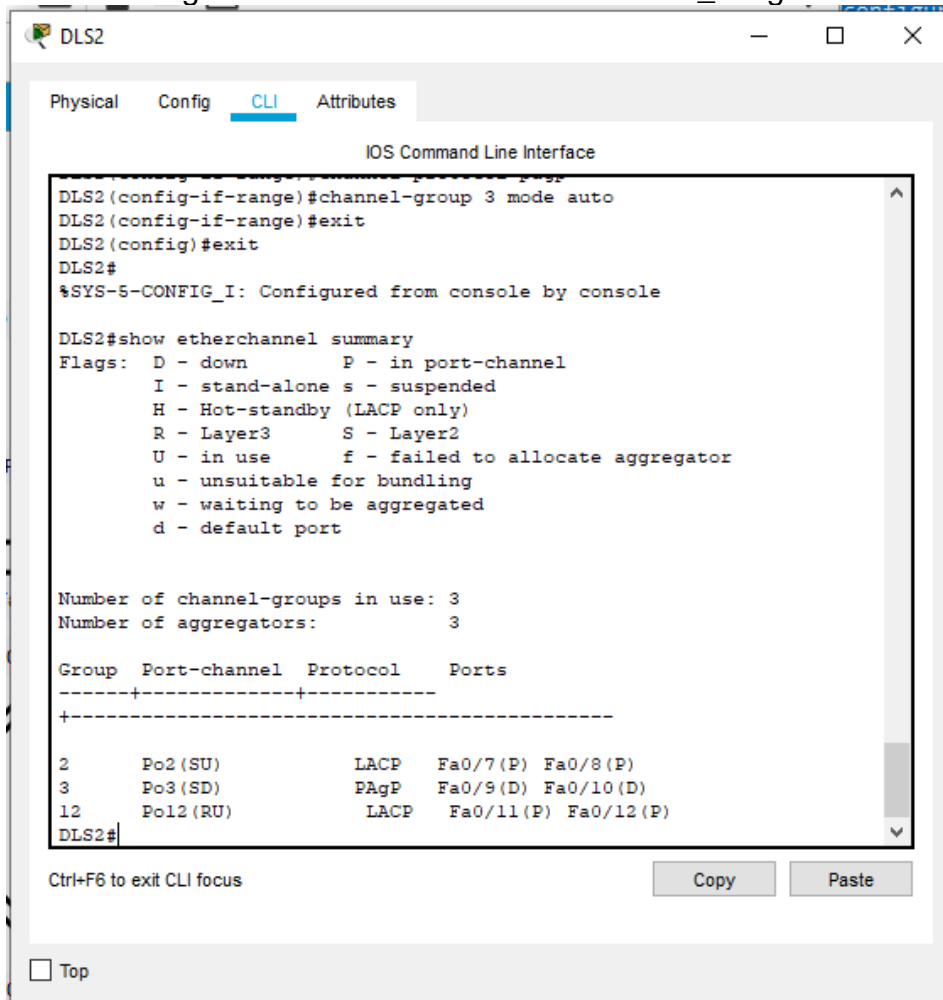 DLS2
Physical Config CLI Attributes
IOS Command Line Interface
DLS2(config-if-range)#channel-group 3 mode auto
DLS2(config-if-range)#exit
DLS2(config)#exit
DLS2#
%SYS-5-CONFIG_I: Configured from console by console
DLS2#show etherchannel summary
Flags:  D - down        P - in port-channel
I - stand-alone s - suspended
H - Hot-standby (LACP only)
R - Layer3      S - Layer2
U - in use      f - failed to allocate aggregator
u - unsuitable for bundling
w - waiting to be aggregated
d - default port
Number of channel-groups in use: 3
Number of aggregators:           3
Group  Port-channel  Protocol    Ports
------+-------------+-----------
+----------------------------------------------
2      Po2(SU)           LACP   Fa0/7(P) Fa0/8(P)
3      Po3(SD)           PAgP   Fa0/9(D) Fa0/10(D)
12     Po12(RU)           LACP   Fa0/11(P) Fa0/12(P)
DLS2#
Ctrl+F6 to exit CLI focus
Copy Paste
Top